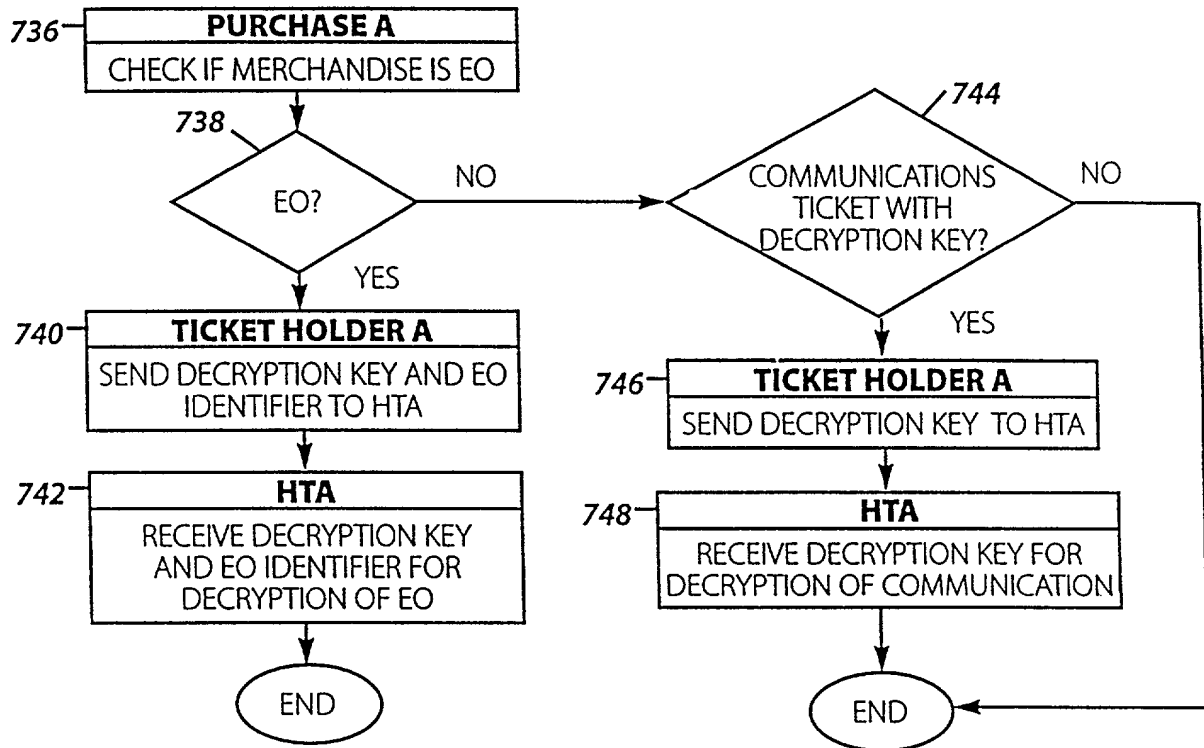 736
PURCHASE A
CHECK IF MERCHANDISE IS EO
738
EO?
NO
YES
740
TICKET HOLDER A
SEND DECRYPTION KEY AND EO
IDENTIFIER TO HTA
742
HTA
RECEIVE DECRYPTION KEY
AND EO IDENTIFIER FOR
DECRYPTION OF EO
END
744
COMMUNICATIONS
TICKET WITH
DECRYPTION KEY?
NO
YES
746
TICKET HOLDER A
SEND DECRYPTION KEY TO HTA
748
HTA
RECEIVE DECRYPTION KEY FOR
DECRYPTION OF COMMUNICATION
END